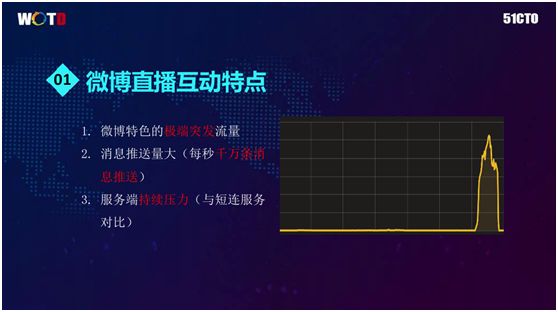 WOTD
51CTO
01 微博直播互动特点
1. 微博特色的极端突发流量
2. 消息推送量大（每秒千万条消
息推送）
3. 服务端持续压力（与短连服务
对比）